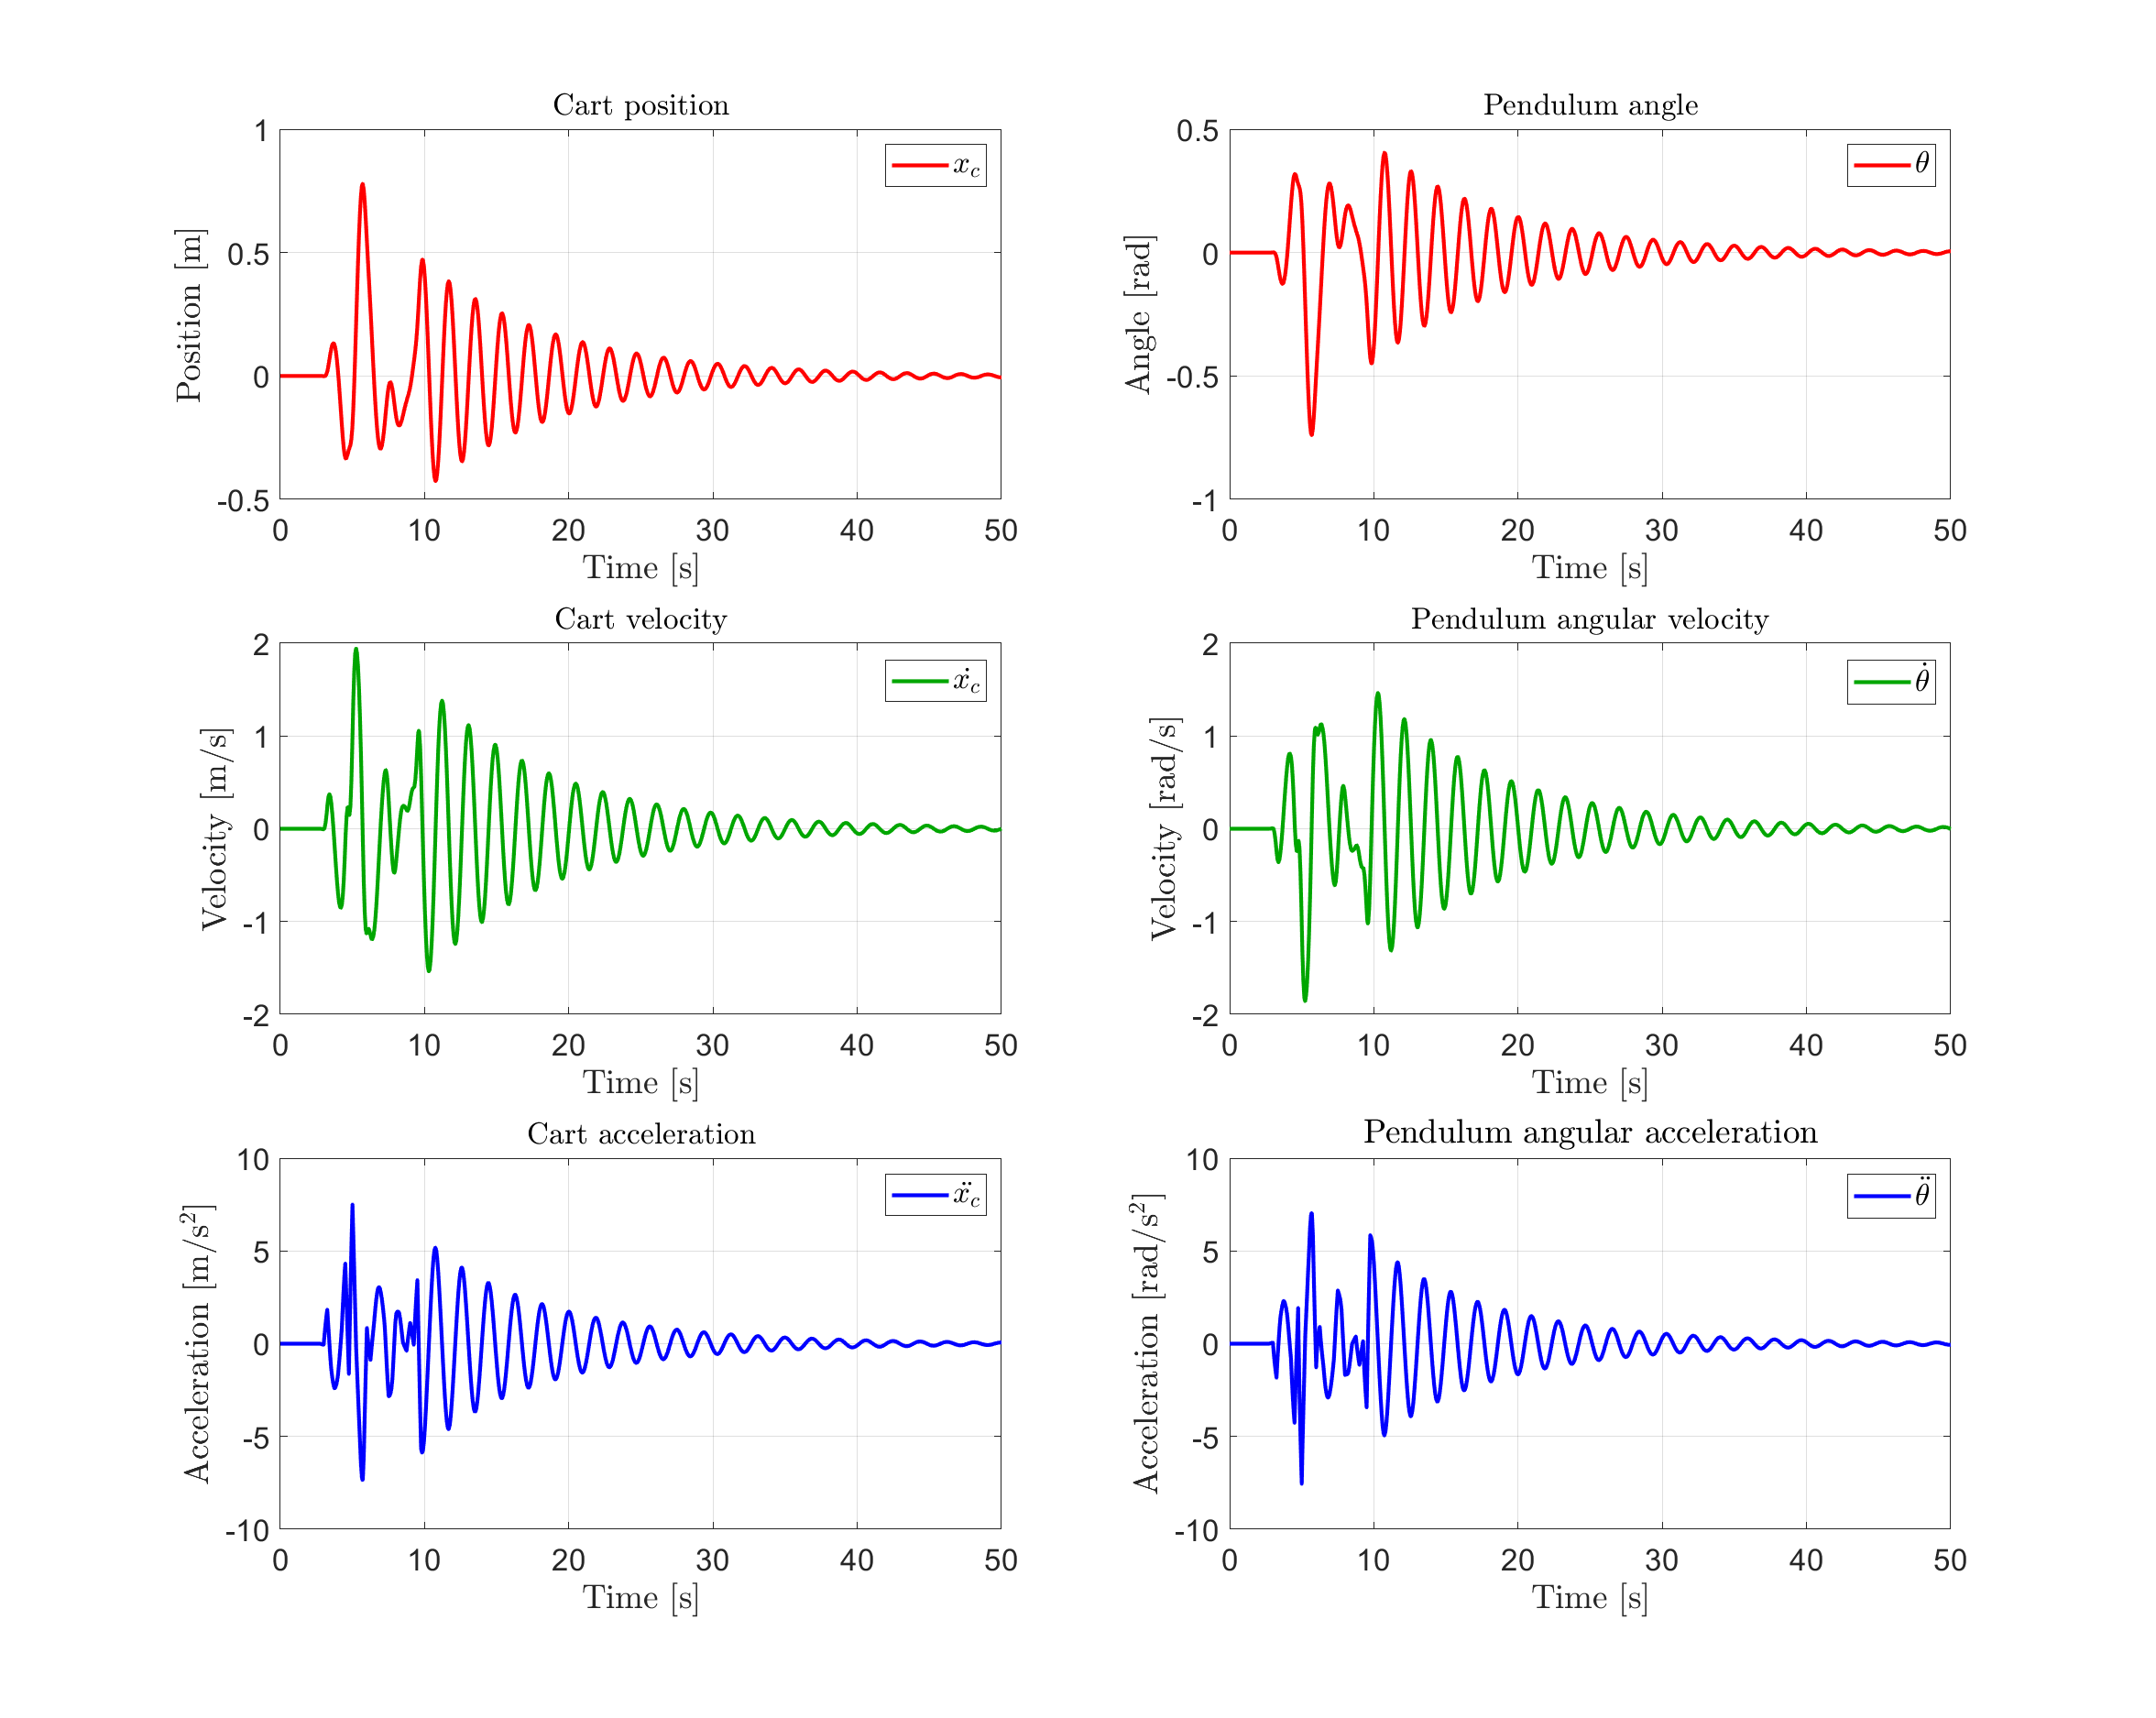 Cart position
1
0.5
0
-0.5
0 10 20 30 40 50
Position [m]
Time [s]
x_c
Pendulum angle
0.5
0
-0.5
-1
0 10 20 30 40 50
Angle [rad]
Time [s]
θ
Cart velocity
2
1
0
-1
-2
0 10 20 30 40 50
Velocity [m/s]
Time [s]
ẋ_c
Pendulum angular velocity
2
1
0
-1
-2
0 10 20 30 40 50
Velocity [rad/s]
Time [s]
θ̇
Cart acceleration
10
5
0
-5
-10
0 10 20 30 40 50
Acceleration [m/s²]
Time [s]
ẍ_c
Pendulum angular acceleration
10
5
0
-5
-10
0 10 20 30 40 50
Acceleration [rad/s²]
Time [s]
θ̈